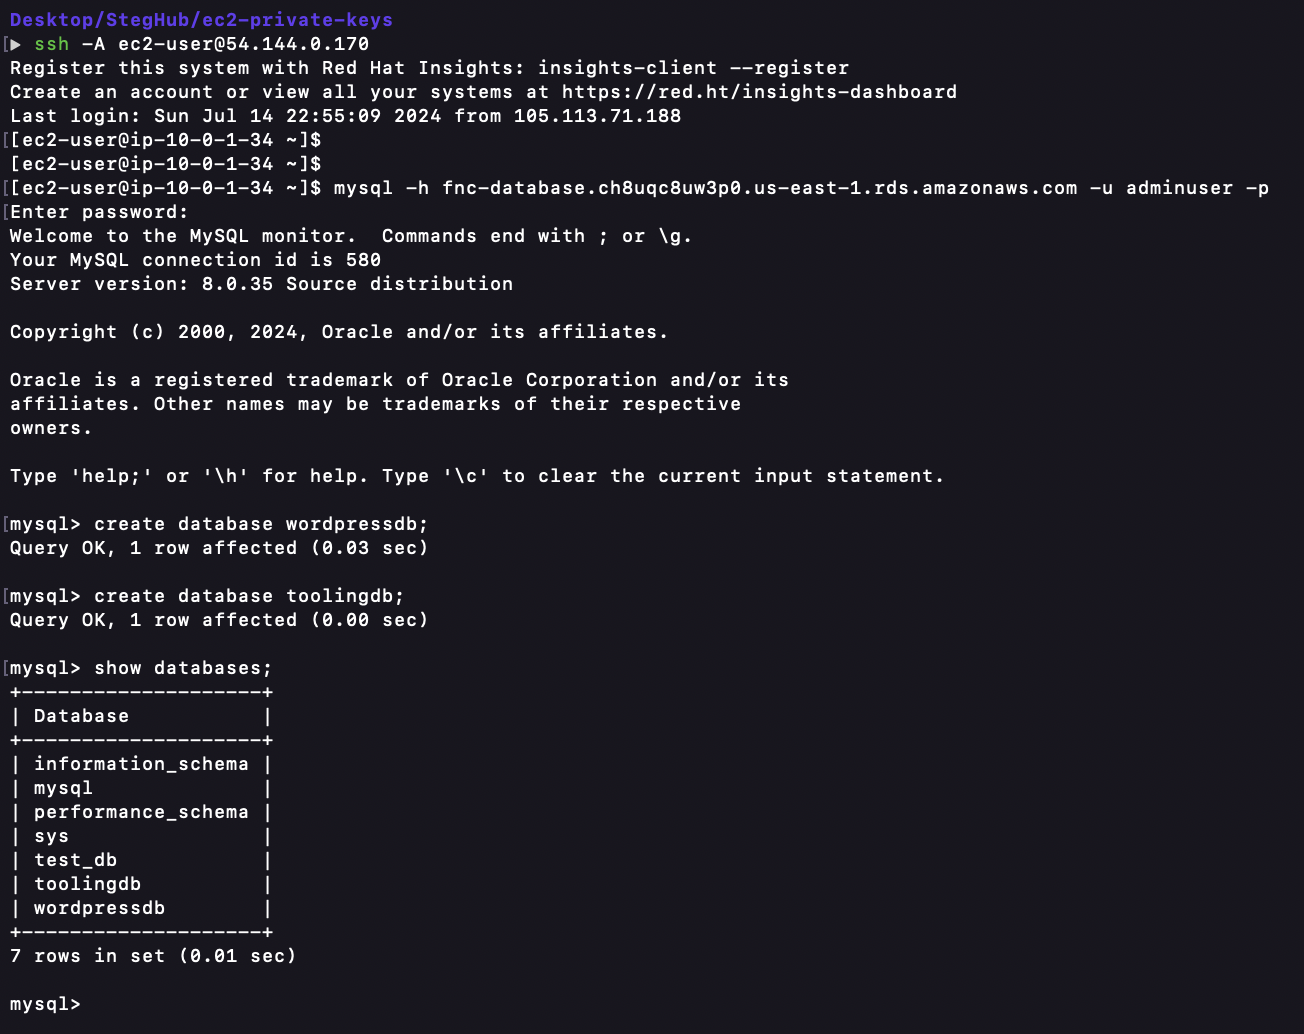 Desktop/StegHub/ec2-private-keys
[▶ ssh -A ec2-user@54.144.0.170
Register this system with Red Hat Insights: insights-client --register
Create an account or view all your systems at https://red.ht/insights-dashboard
Last login: Sun Jul 14 22:55:09 2024 from 105.113.71.188
[[ec2-user@ip-10-0-1-34 ~]$
[ec2-user@ip-10-0-1-34 ~]$
[[ec2-user@ip-10-0-1-34 ~]$ mysql -h fnc-database.ch8uqc8uw3p0.us-east-1.rds.amazonaws.com -u adminuser -p
[Enter password:
Welcome to the MySQL monitor.  Commands end with ; or \g.
Your MySQL connection id is 580
Server version: 8.0.35 Source distribution

Copyright (c) 2000, 2024, Oracle and/or its affiliates.

Oracle is a registered trademark of Oracle Corporation and/or its
affiliates. Other names may be trademarks of their respective
owners.

Type 'help;' or '\h' for help. Type '\c' to clear the current input statement.

[mysql> create database wordpressdb;
Query OK, 1 row affected (0.03 sec)

[mysql> create database toolingdb;
Query OK, 1 row affected (0.00 sec)

[mysql> show databases;
+--------------------+
| Database           |
+--------------------+
| information_schema |
| mysql              |
| performance_schema |
| sys                |
| test_db            |
| toolingdb          |
| wordpressdb        |
+--------------------+
7 rows in set (0.01 sec)

mysql>